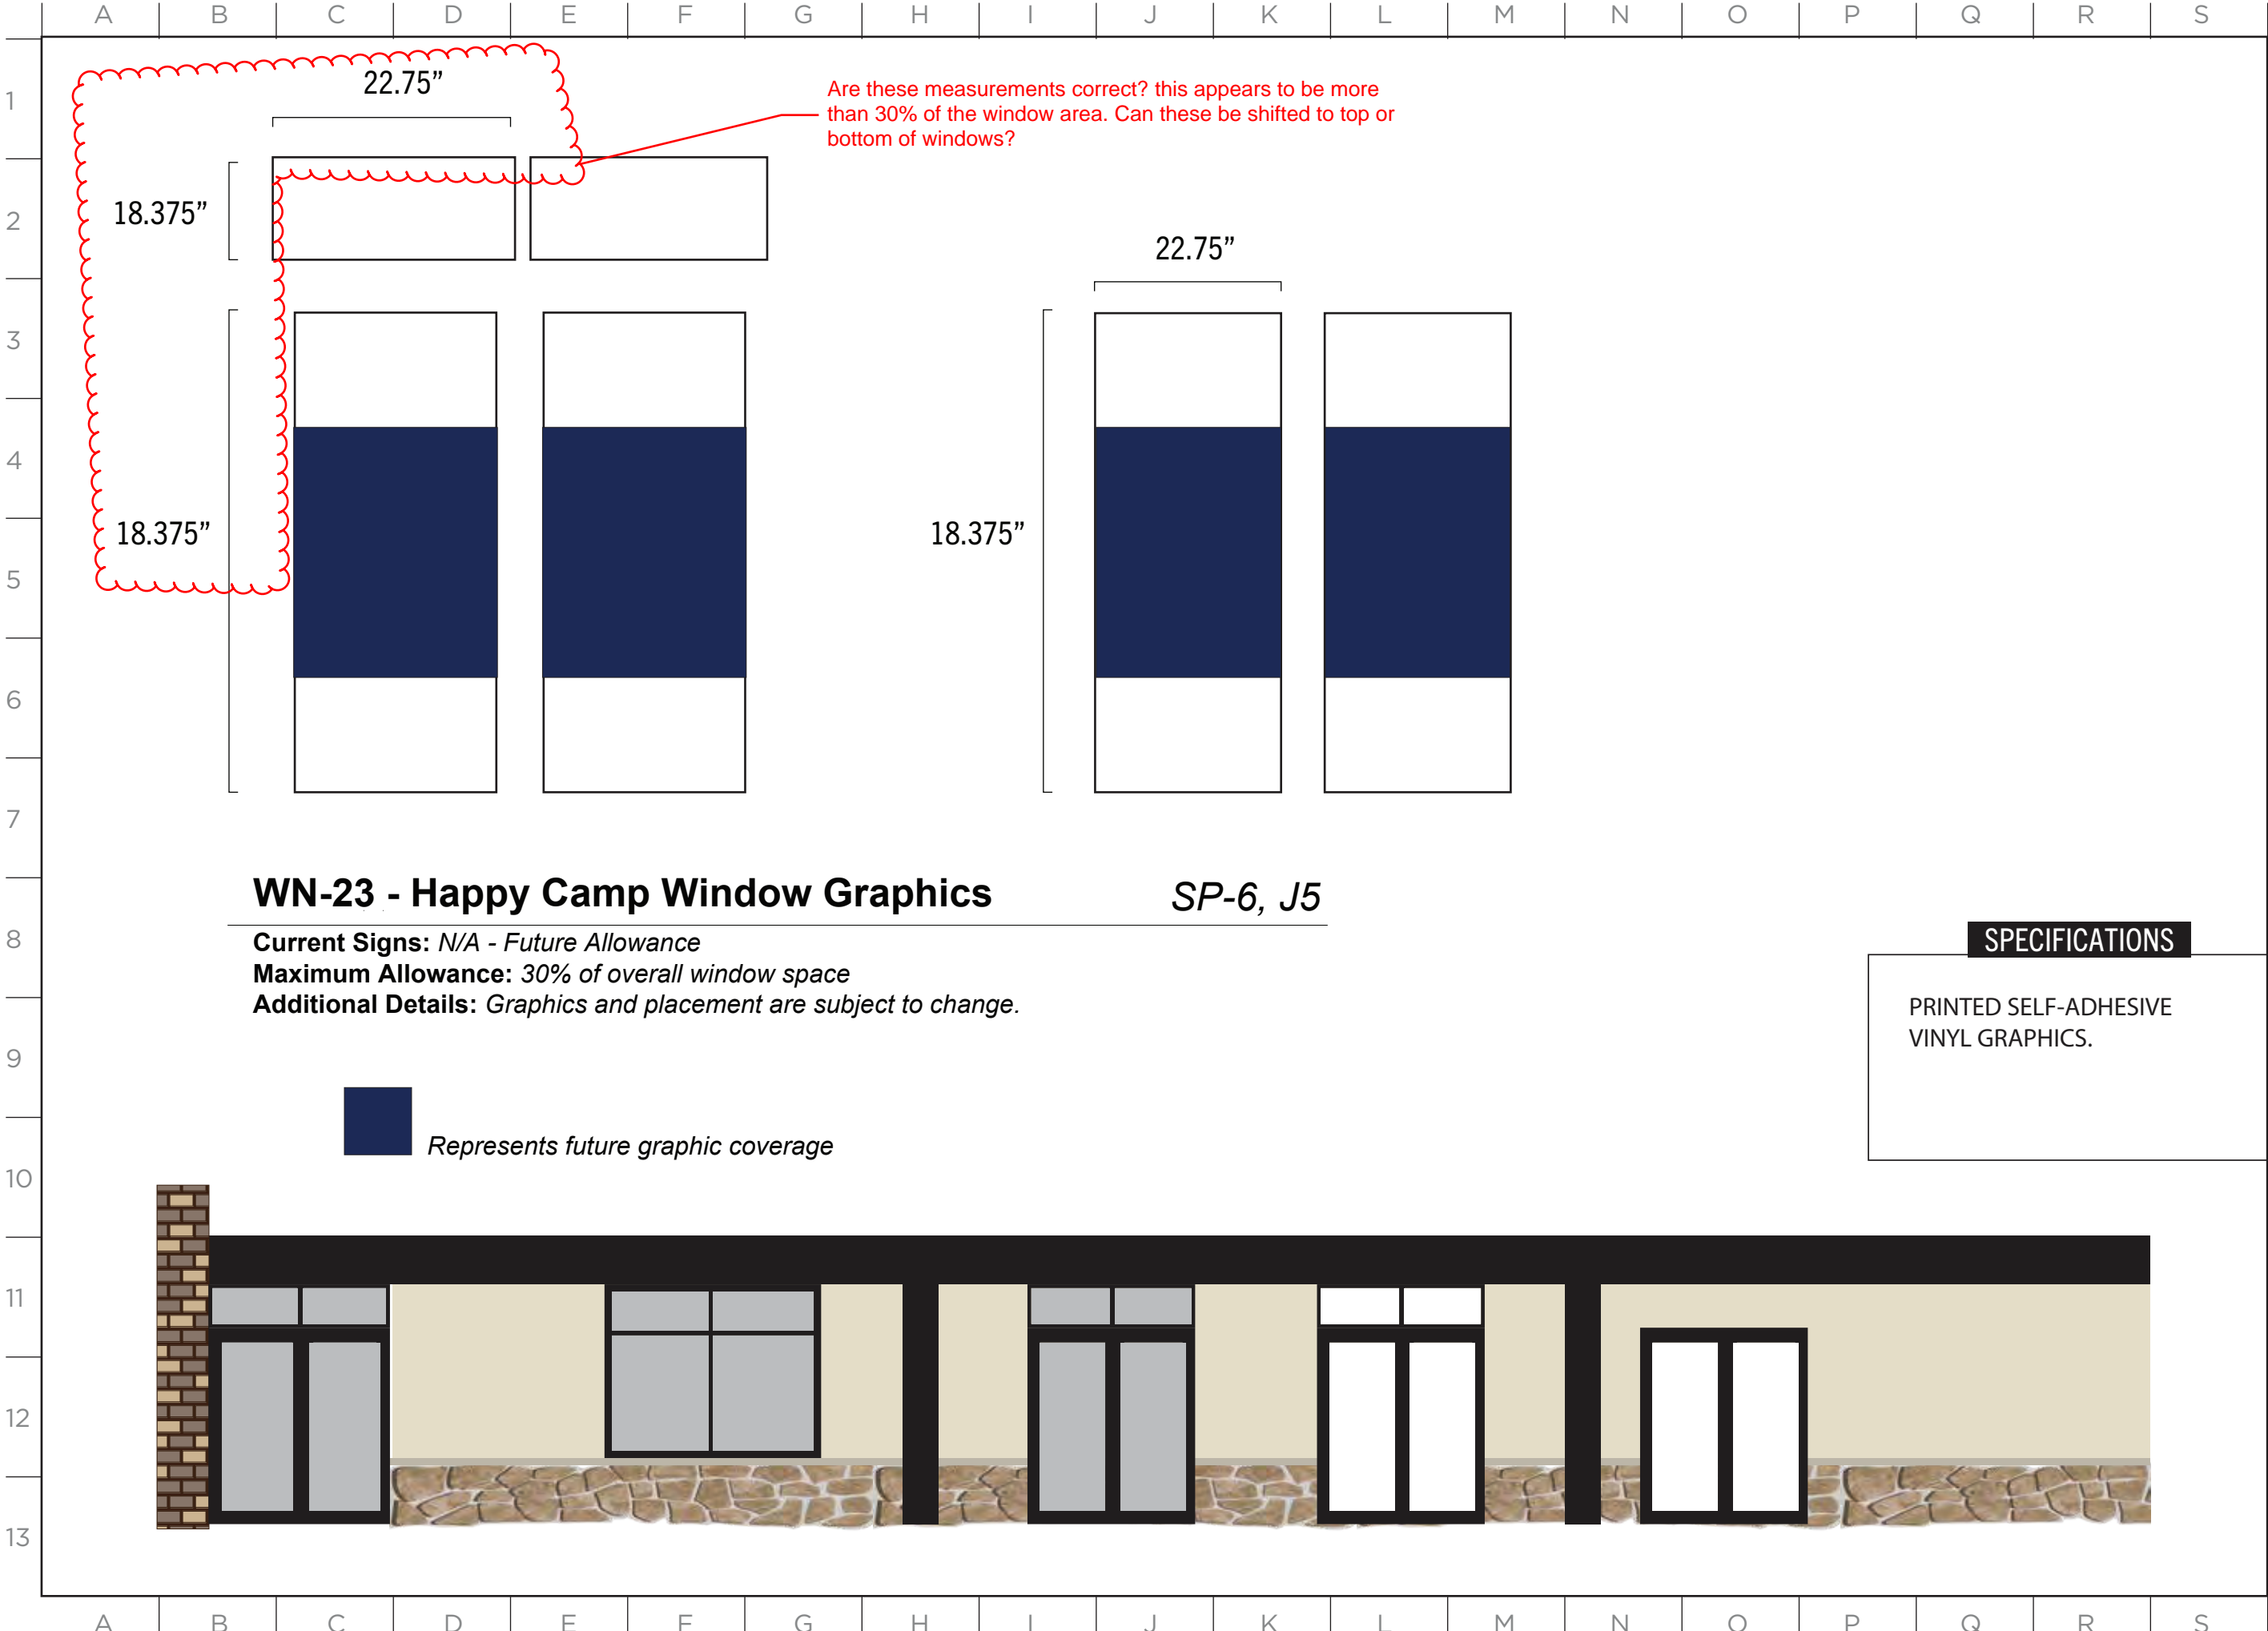 A B C D E F G H I J K L M N O P Q R S
1
22.75”
Are these measurements correct? this appears to be more
than 30% of the window area. Can these be shifted to top or
bottom of windows?
2
18.375”
22.75”
3
4
18.375”
18.375”
5
6
7
WN-23 - Happy Camp Window Graphics
SP-6, J5
8
Current Signs: N/A - Future Allowance
Maximum Allowance: 30% of overall window space
Additional Details: Graphics and placement are subject to change.
SPECIFICATIONS
PRINTED SELF-ADHESIVE
VINYL GRAPHICS.
9
Represents future graphic coverage
10
11
12
13
A B C D E F G H I J K L M N O P Q R S